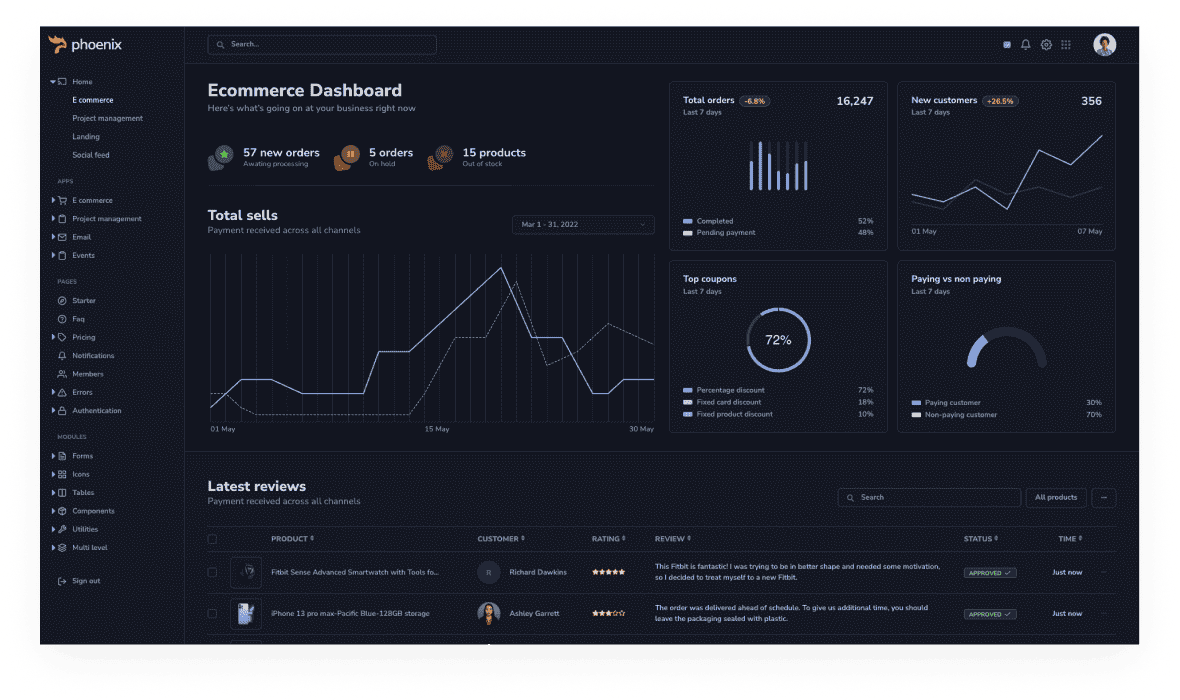 phoenix
Search...
Home
E commerce
Project management
Landing
Social feed
APPS
E commerce
Project management
Email
Events
PAGES
Starter
Faq
Pricing
Notifications
Members
Errors
Authentication
MODULES
Forms
Icons
Tables
Components
Utilities
Multi level
Sign out
Ecommerce Dashboard
Here's what's going on at your business right now
57 new orders
Awating processing
5 orders
On hold
15 products
Out of stock
Total sells
Payment received across all channels
Mar 1 - 31, 2022
01 May 15 May 30 May
Total orders -6.8% 16,247
Last 7 days
Completed 52%
Pending payment 48%
New customers +26.5% 356
Last 7 days
01 May 07 May
Top coupons
Last 7 days
72%
Percentage discount 72%
Fixed card discount 18%
Fixed product discount 10%
Paying vs non paying
Last 7 days
Paying customer 30%
Non-paying customer 70%
Latest reviews
Payment received across all channels
Search
All products
PRODUCT CUSTOMER RATING REVIEW STATUS TIME
Fitbit Sense Advanced Smartwatch with Tools fo... R Richard Dawkins
This Fitbit is fantastic! I was trying to be in better shape and needed some motivation,
so I decided to treat myself to a new Fitbit.
APPROVED Just now
iPhone 13 pro max-Pacific Blue-128GB storage Ashley Garrett
The order was delivered ahead of schedule. To give us additional time, you should
leave the packaging sealed with plastic.
APPROVED Just now